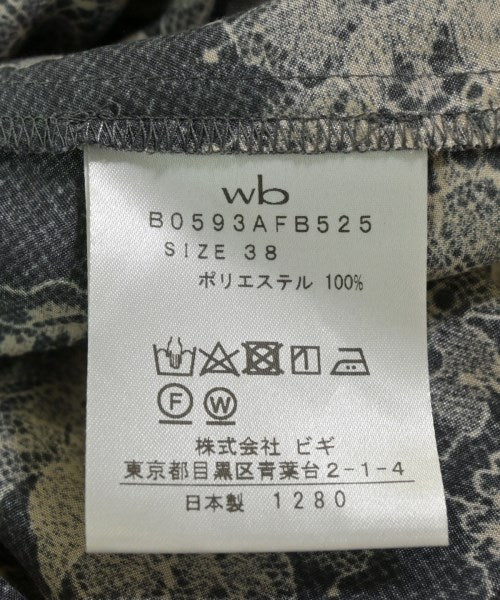 wb
B0593AFB525
SIZE 38
ポリエステル 100%
F W
株式会社 ビギ
東京都目黒区青葉台2-1-4
日本製 1280